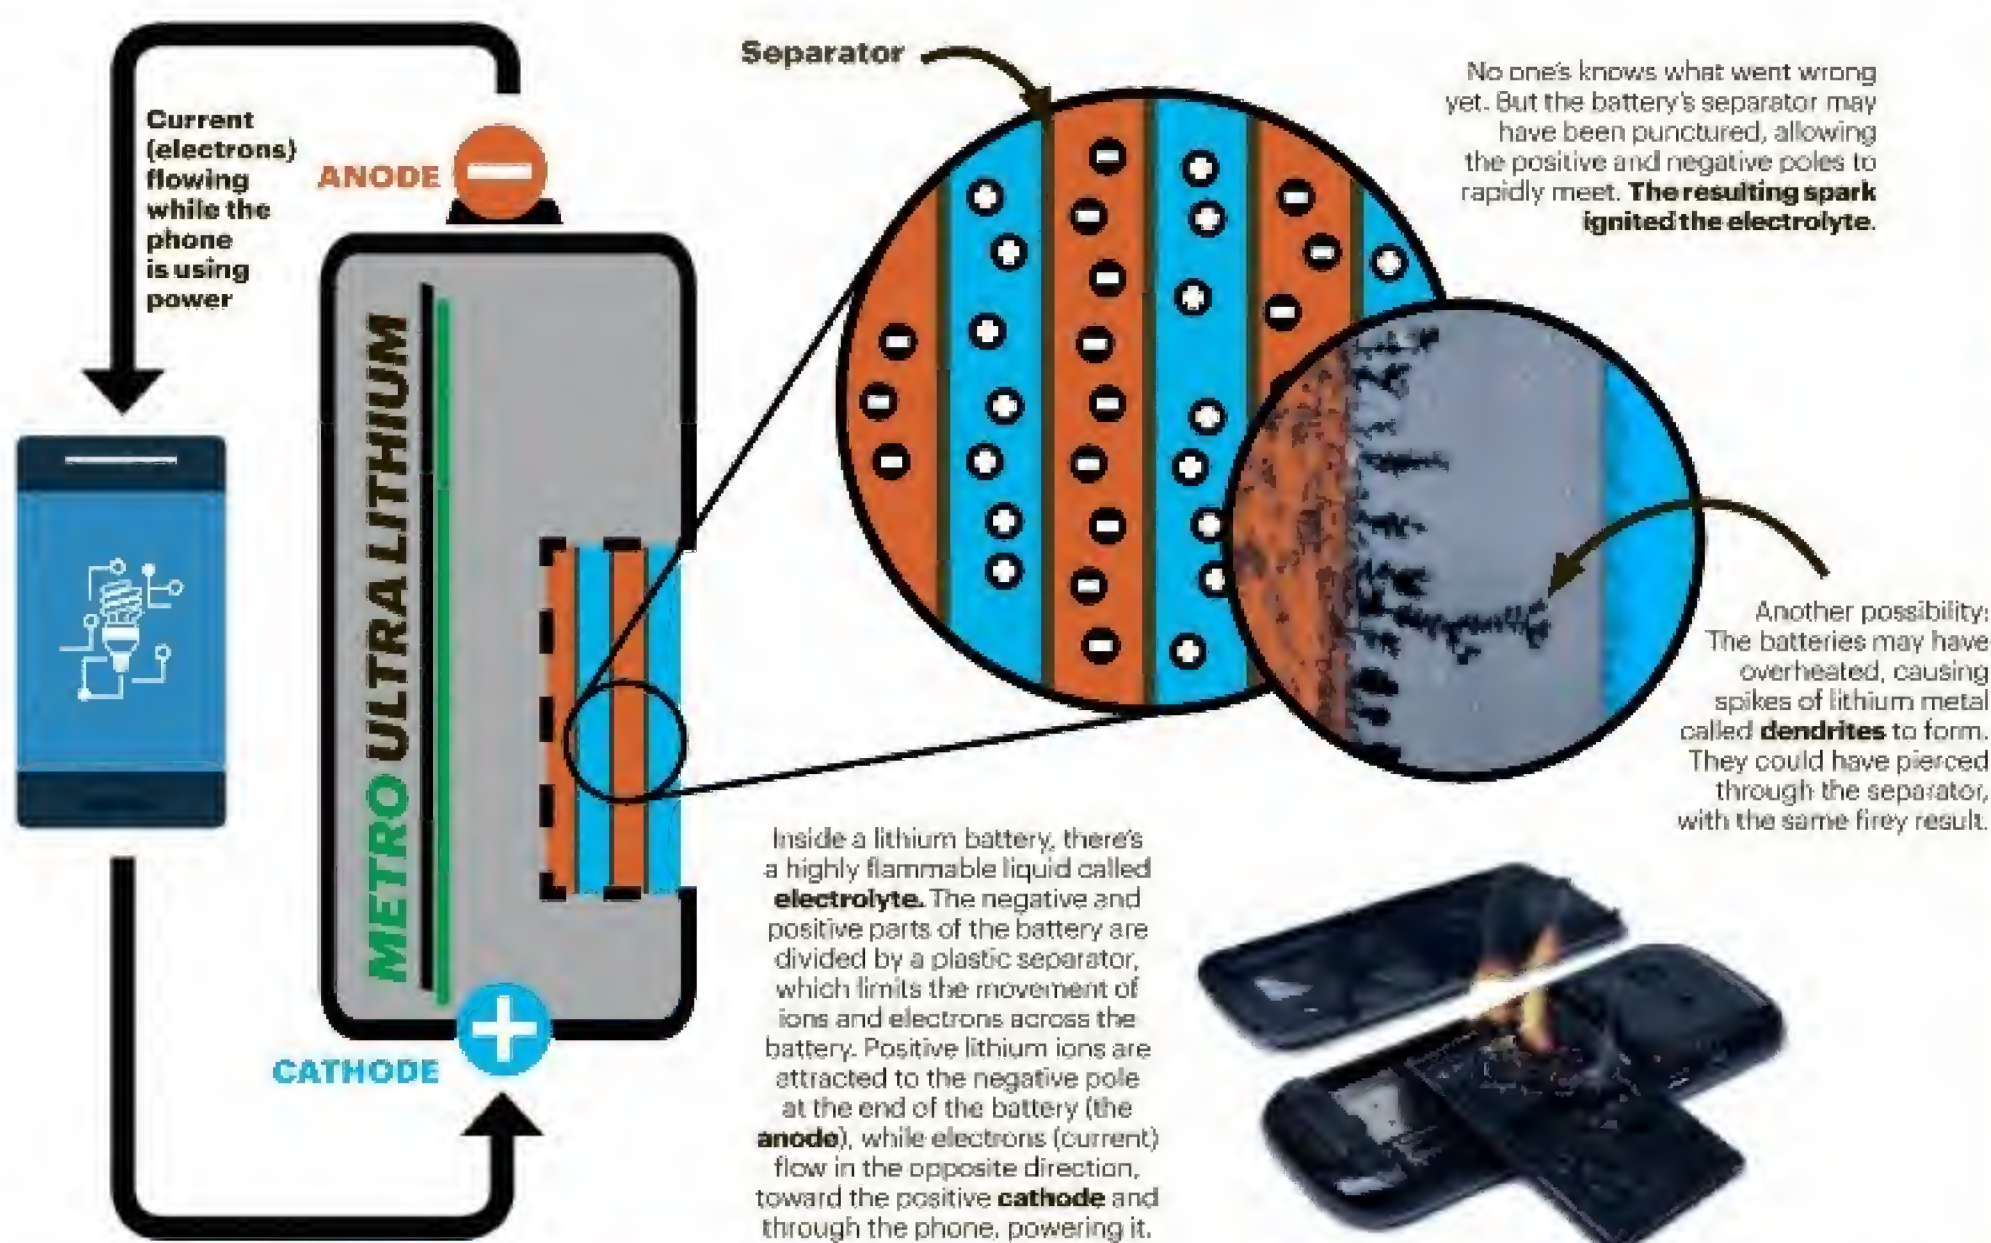 Current
(electrons)
flowing
while the
phone
is using
power
ANODE
METRO ULTRA LITHIUM
CATHODE
Separator
No one's knows what went wrong
yet. But the battery's separator may
have been punctured, allowing
the positive and negative poles to
rapidly meet. The resulting spark
ignited the electrolyte.
Another possibility:
The batteries may have
overheated, causing
spikes of lithium metal
called dendrites to form.
They could have pierced
through the separator,
with the same firey result.
Inside a lithium battery, there's
a highly flammable liquid called
electrolyte. The negative and
positive parts of the battery are
divided by a plastic separator,
which limits the movement of
ions and electrons across the
battery. Positive lithium ions are
attracted to the negative pole
at the end of the battery (the
anode), while electrons (current)
flow in the opposite direction,
toward the positive cathode and
through the phone, powering it.